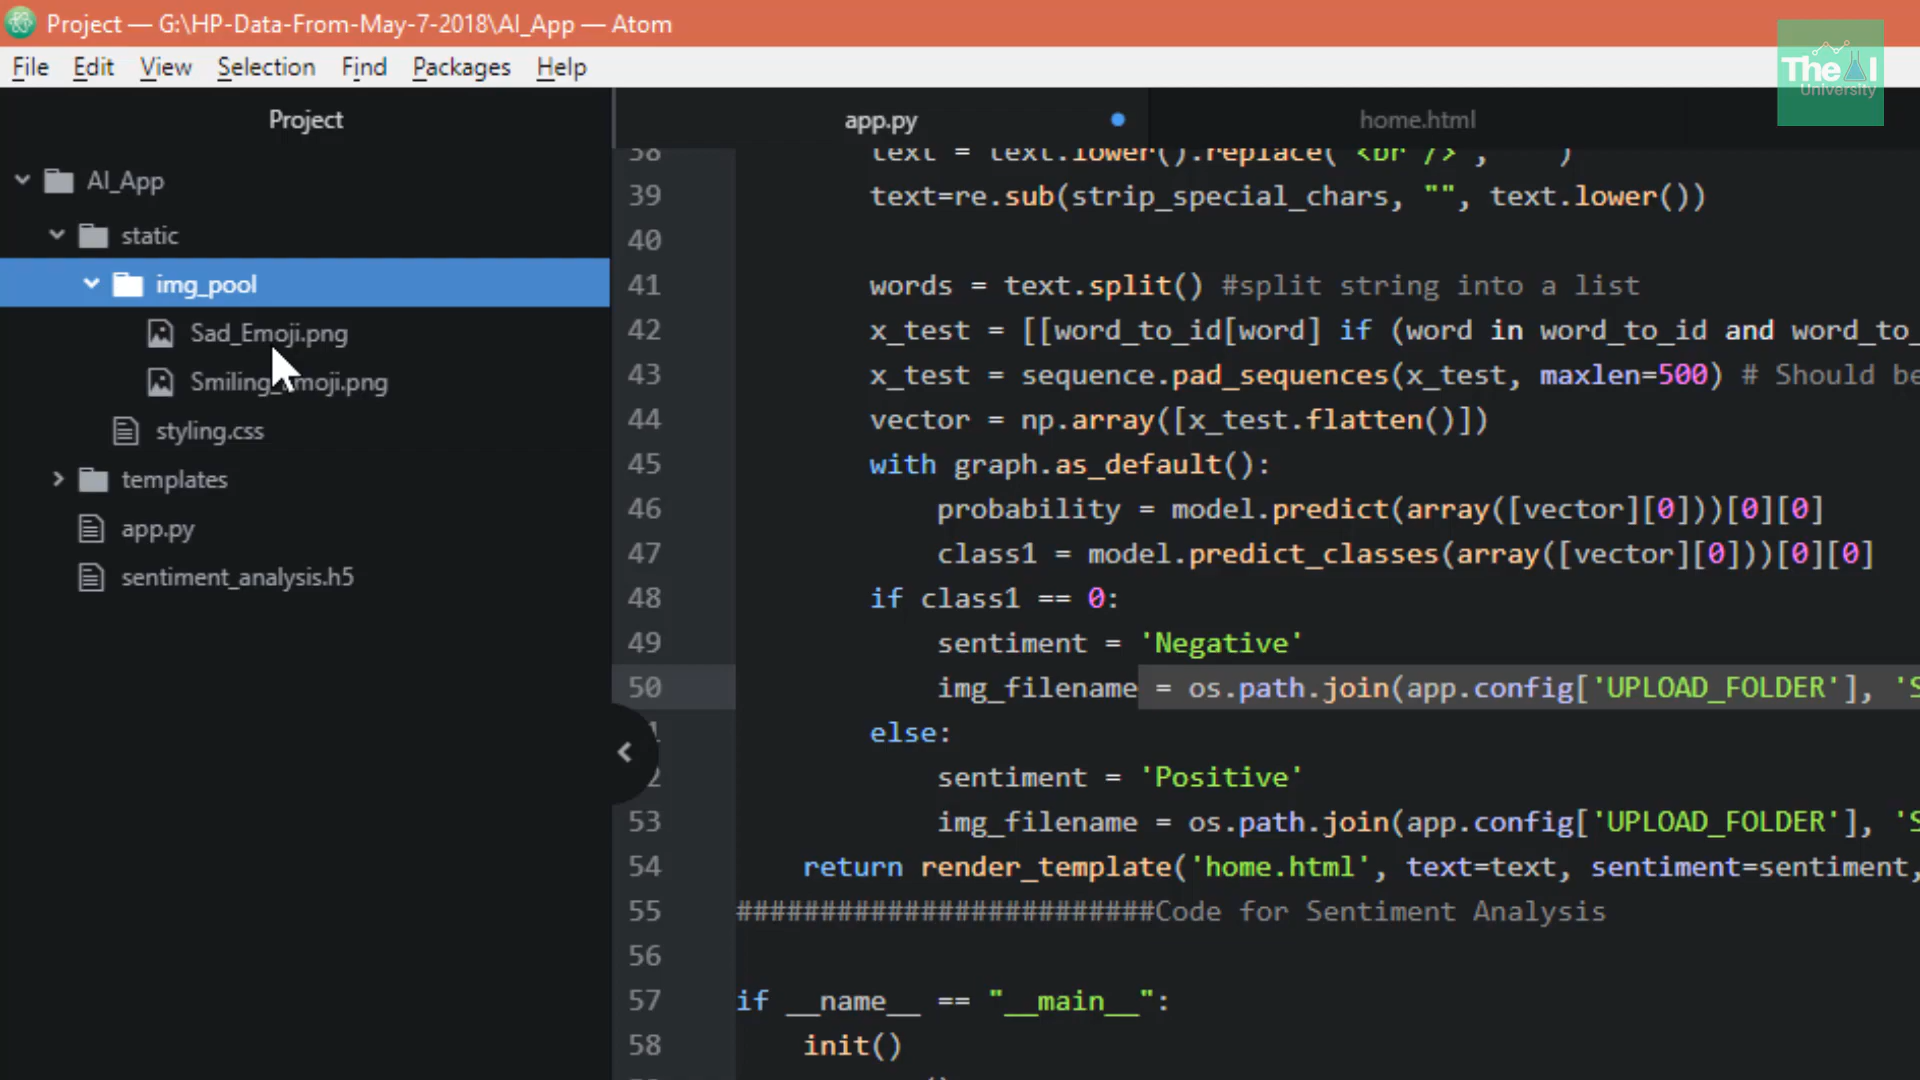 Project — G:\HP-Data-From-May-7-2018\AI_App — Atom
File Edit View Selection Find Packages Help
The AI
University
Project
AI_App
static
img_pool
Sad_Emoji.png
styling.css
templates
app.py
sentiment_analysis.h5
app.py
home.html
38 text = text.lower().replace("<br />", " ")
39 text=re.sub(strip_special_chars, "", text.lower())
40
41 words = text.split() #split string into a list
42 x_test = [[word_to_id[word] if (word in word_to_id and word_to_
43 x_test = sequence.pad_sequences(x_test, maxlen=500) # Should be
44 vector = np.array([x_test.flatten()])
45 with graph.as_default():
46 probability = model.predict(array([vector][0]))[0][0]
47 class1 = model.predict_classes(array([vector][0]))[0][0]
48 if class1 == 0:
49 sentiment = 'Negative'
50 img_filename = os.path.join(app.config['UPLOAD_FOLDER'], 'S
else:
2 sentiment = 'Positive'
53 img_filename = os.path.join(app.config['UPLOAD_FOLDER'], 'S
54 return render_template('home.html', text=text, sentiment=sentiment,
55 #########################Code for Sentiment Analysis
56
57 if __name__ == "__main__":
58 init()